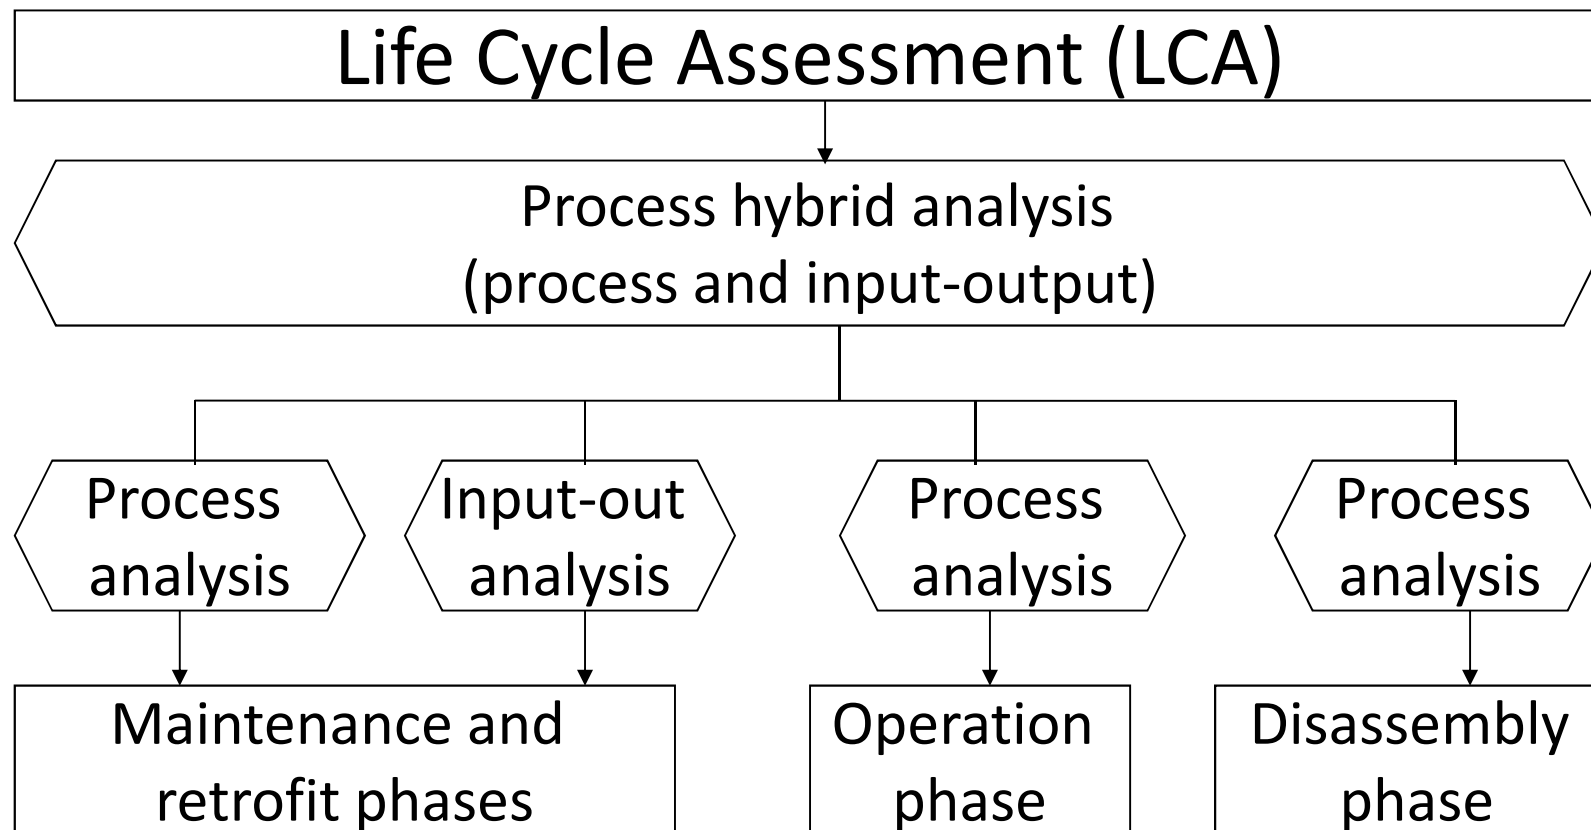 Life Cycle Assessment (LCA)
Process hybrid analysis
(process and input-output)
Process
analysis
Input-out
analysis
Process
analysis
Process
analysis
Maintenance and
retrofit phases
Operation
phase
Disassembly
phase